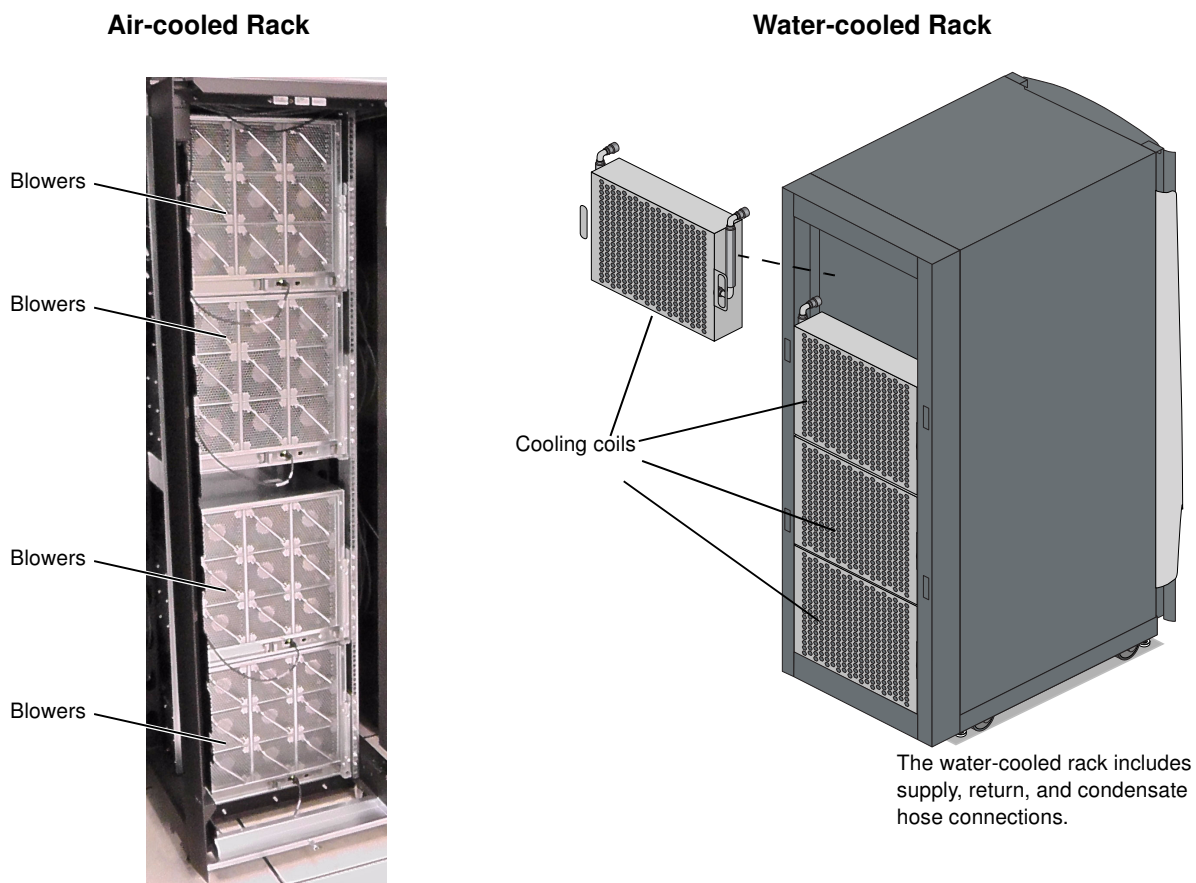 Air-cooled Rack
Water-cooled Rack
Blowers
Blowers
Blowers
Blowers
Cooling coils
The water-cooled rack includes
supply, return, and condensate
hose connections.